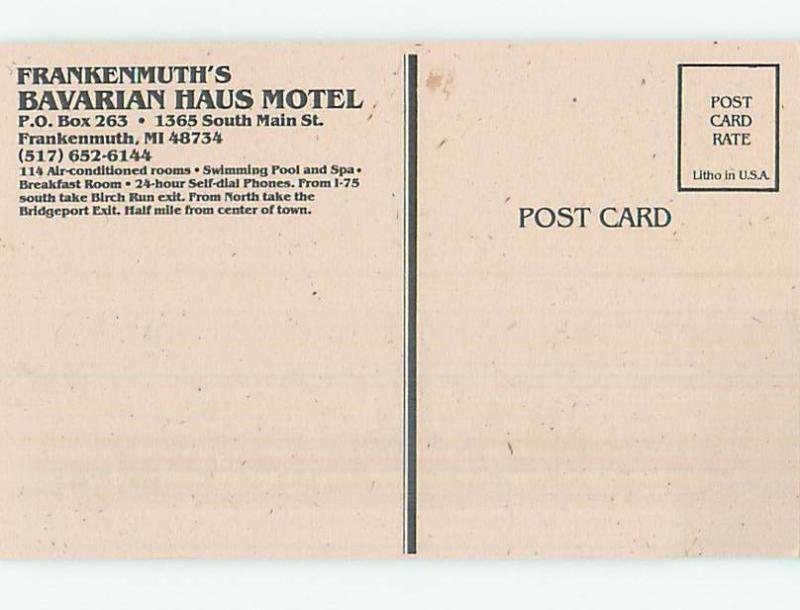 FRANKENMUTH'S
BAVARIAN HAUS MOTEL
P.O. Box 263 • 1365 South Main St.
Frankenmuth, MI 48734
(517) 652-6144
114 Air-conditioned rooms • Swimming Pool and Spa •
Breakfast Room • 24-hour Self-dial Phones. From I-75
south take Birch Run exit. From North take the
Bridgeport Exit. Half mile from center of town.
POST
CARD
RATE
Litho in U.S.A.
POST CARD